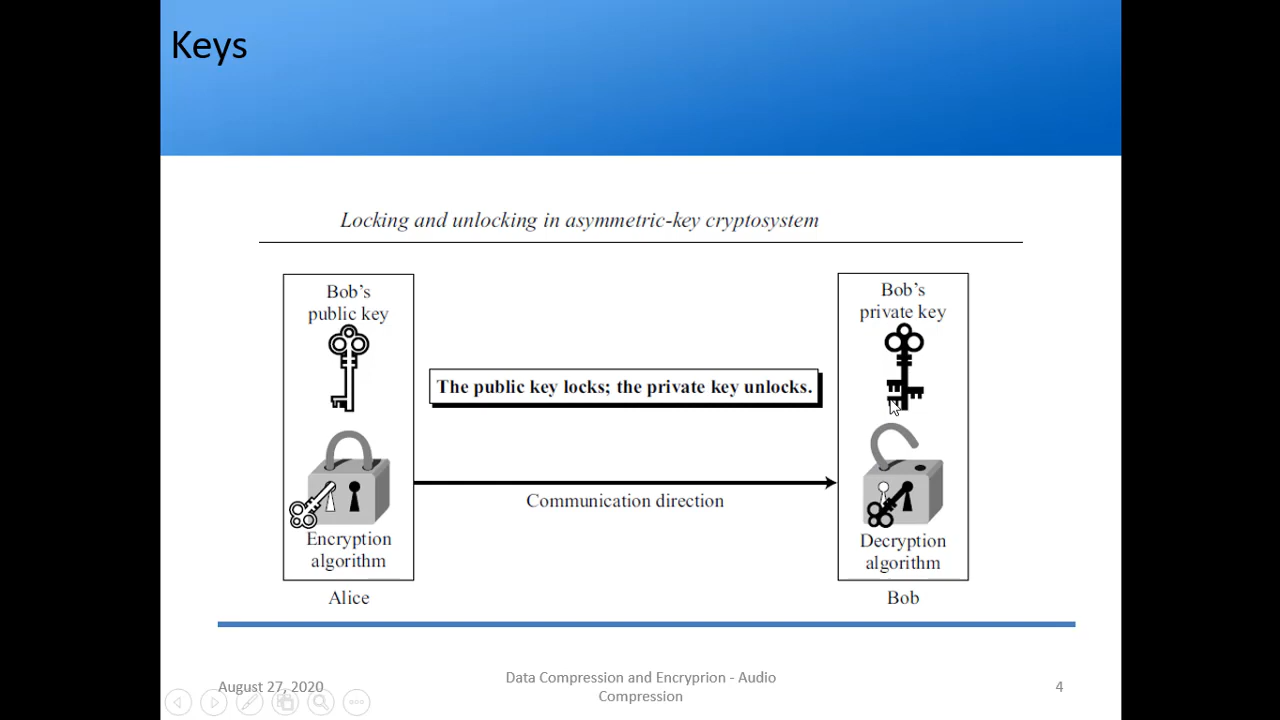 Keys
Locking and unlocking in asymmetric-key cryptosystem
Bob's
public key
Bob's
private key
The public key locks; the private key unlocks.
Communication direction
Encryption
algorithm
Decryption
algorithm
Alice
Bob
August 27, 2020
Data Compression and Encryprion - Audio
Compression
4